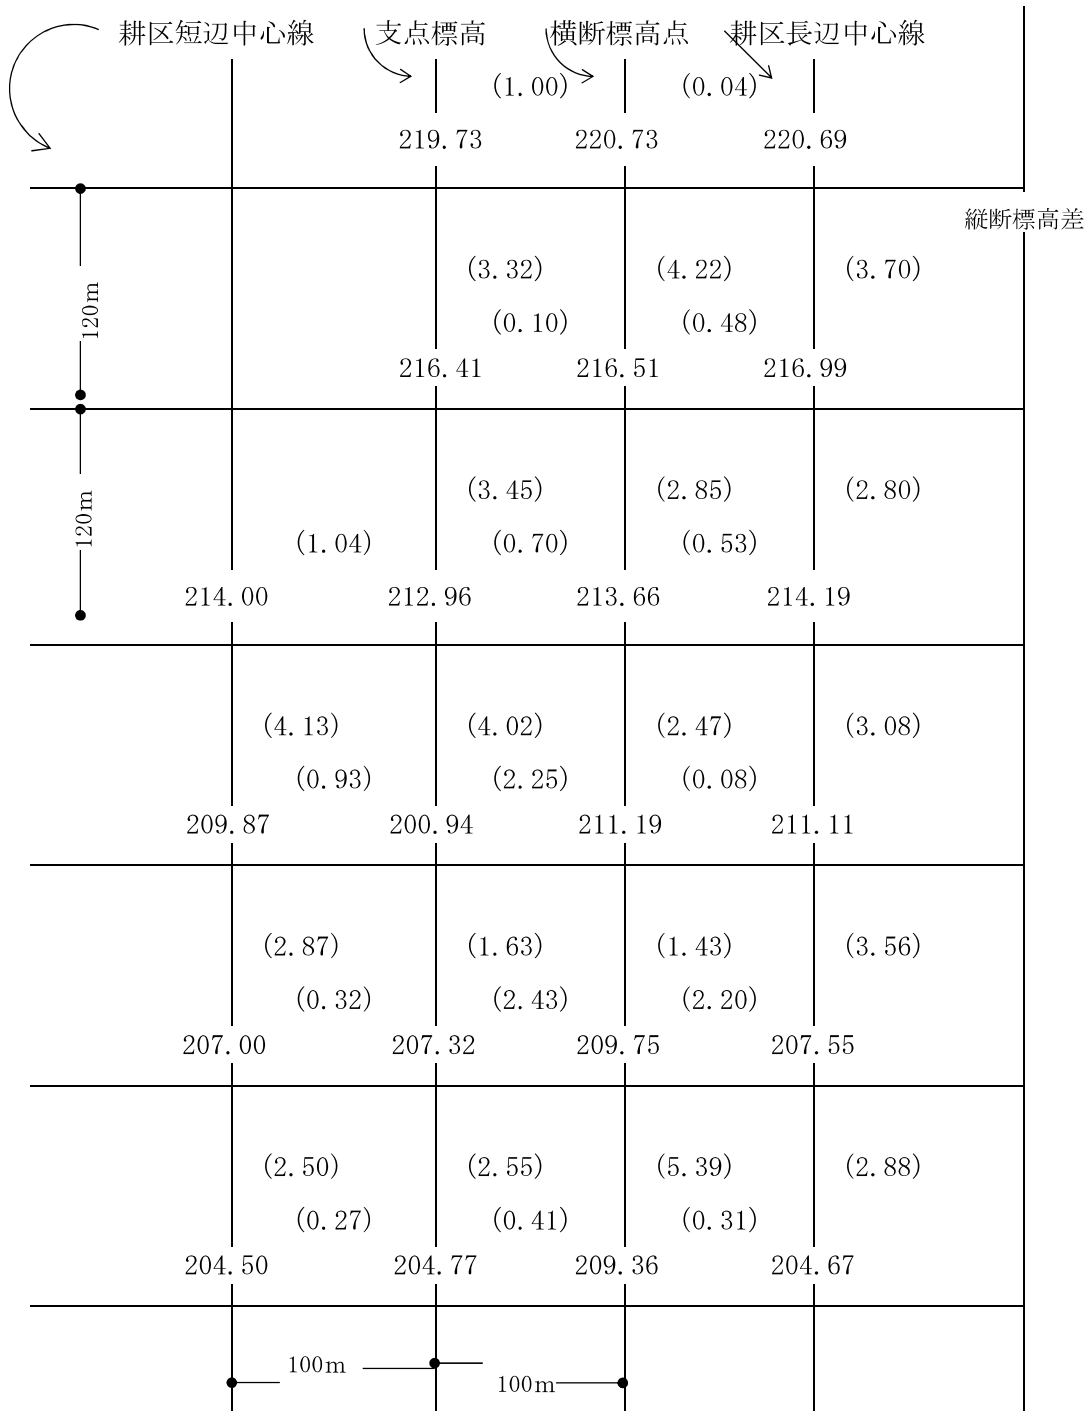 耕区短辺中心線 支点標高 横断標高点 耕区長辺中心線
(1.00) (0.04)
219.73 220.73 220.69
縦断標高差
(3.32) (4.22) (3.70)
120m
(0.10) (0.48)
216.41 216.51 216.99
(3.45) (2.85) (2.80)
120m
(1.04) (0.70) (0.53)
214.00 212.96 213.66 214.19
(4.13) (4.02) (2.47) (3.08)
(0.93) (2.25) (0.08)
209.87 200.94 211.19 211.11
(2.87) (1.63) (1.43) (3.56)
(0.32) (2.43) (2.20)
207.00 207.32 209.75 207.55
(2.50) (2.55) (5.39) (2.88)
(0.27) (0.41) (0.31)
204.50 204.77 209.36 204.67
100m
100m